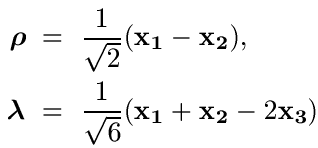 𝝆 = 1/√2 (𝐱₁ − 𝐱₂),
𝝀 = 1/√6 (𝐱₁ + 𝐱₂ − 2𝐱₃)